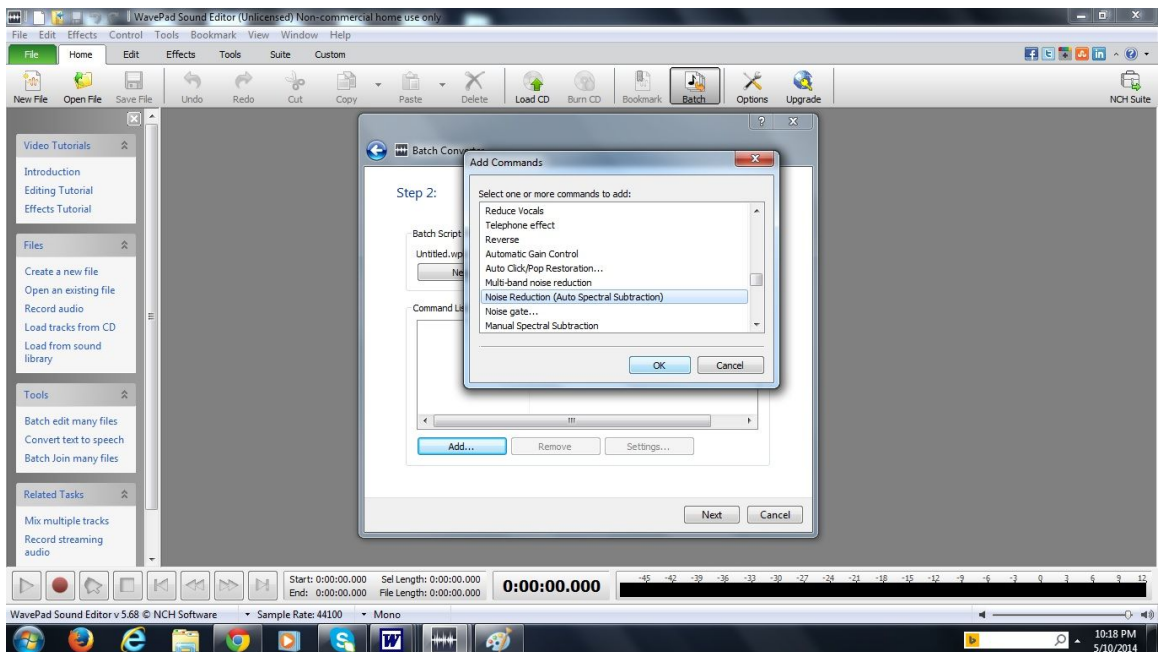 WavePad Sound Editor (Unlicensed) Non-commercial home use only
File Edit Effects Control Tools Bookmark View Window Help
File Home Edit Effects Tools Suite Custom
New File Open File Save File Undo Redo Cut Copy Paste Delete Load CD Burn CD Bookmark Batch Options Upgrade NCH Suite
Video Tutorials
Introduction
Editing Tutorial
Effects Tutorial
Files
Create a new file
Open an existing file
Record audio
Load tracks from CD
Load from sound
library
Tools
Batch edit many files
Convert text to speech
Batch Join many files
Related Tasks
Mix multiple tracks
Record streaming
audio
Batch
Step 2:
Batch Script
Command
Add Commands
Select one or more commands to add:
Reduce Vocals
Telephone effect
Reverse
Automatic Gain Control
Auto Click/Pop Restoration...
Multi-band noise reduction
Noise Reduction (Auto Spectral Subtraction)
Noise gate...
Manual Spectral Subtraction
OK Cancel
Add... Remove Settings...
Next Cancel
Start: 0:00:00.000 Sel Length: 0:00:00.000
End: 0:00:00.000 File Length: 0:00:00.000
0:00:00.000
-45 -42 -39 -36 -33 -30 -27 -24 -21 -18 -15 -12 -9 -6 -3 0 3 6 9 12
WavePad Sound Editor v 5.68 © NCH Software Sample Rate: 44100 Mono
10:18 PM
5/10/2014